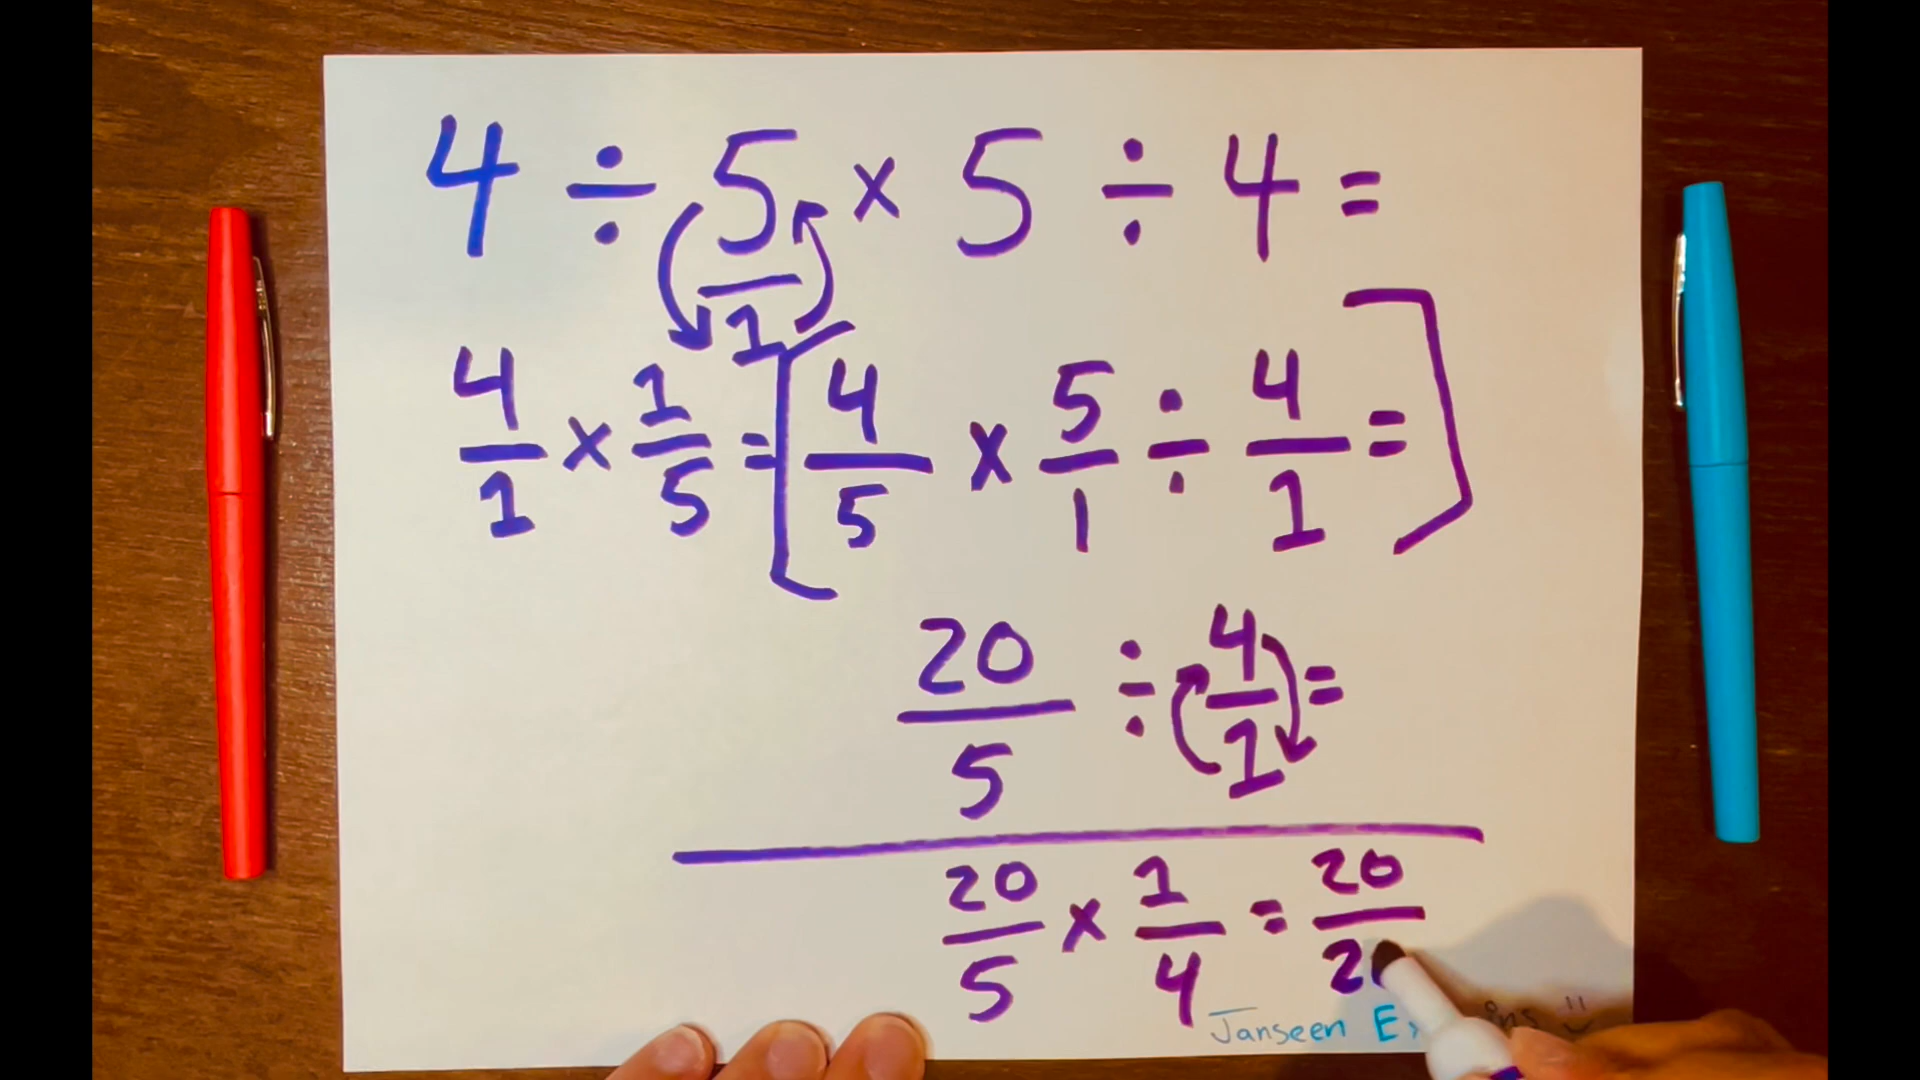 4 ÷ 5 × 5 ÷ 4 =
1
4/1 × 1/5 = [4/5 × 5/1 ÷ 4/1 =]
20/5 ÷ 4/1 =
20/5 × 1/4 = 20/20
Janseen